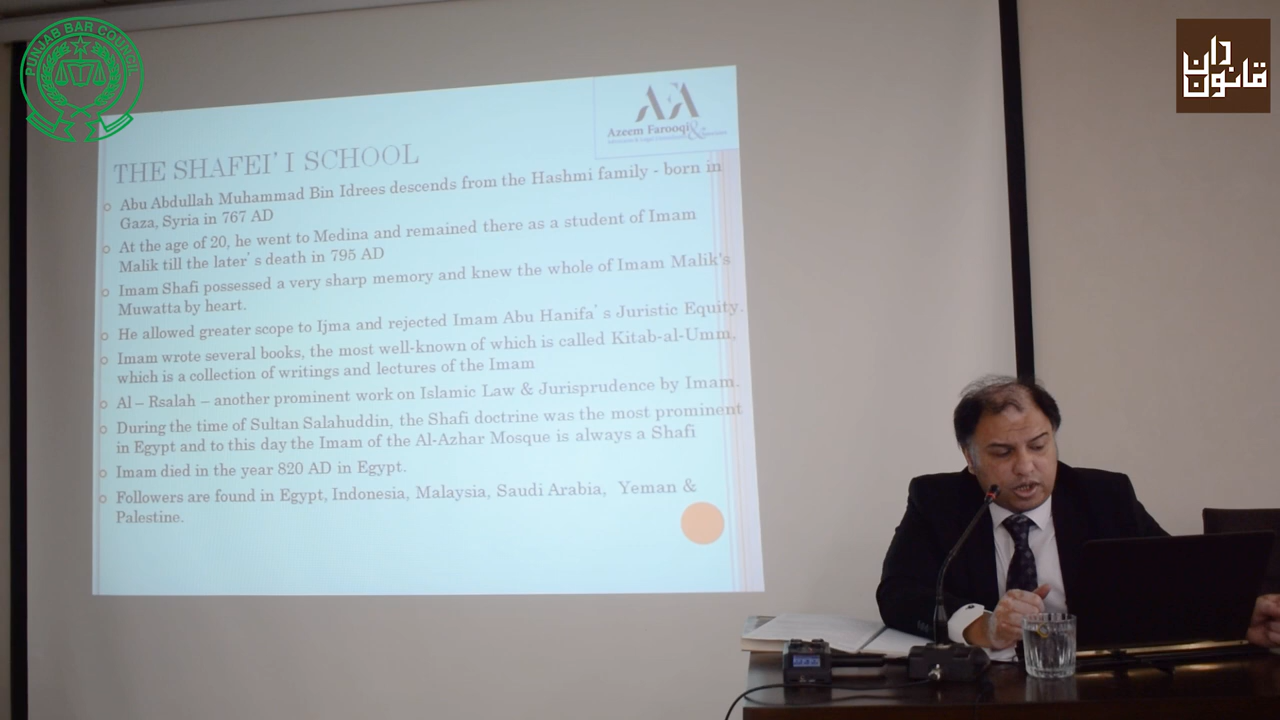 PUNJAB BAR COUNCIL
قانون دان
AFA
Azeem Farooqi &
THE SHAFEI' I SCHOOL
Abu Abdullah Muhammad Bin Idrees descends from the Hashmi family - born in
Gaza, Syria in 767 AD
At the age of 20, he went to Medina and remained there as a student of Imam
Malik till the later's death in 795 AD
Imam Shafi possessed a very sharp memory and knew the whole of Imam Malik's
Muwatta by heart.
He allowed greater scope to Ijma and rejected Imam Abu Hanifa's Juristic Equity.
Imam wrote several books, the most well-known of which is called Kitab-al-Umm,
which is a collection of writings and lectures of the Imam
Al – Rsalah – another prominent work on Islamic Law & Jurisprudence by Imam.
During the time of Sultan Salahuddin, the Shafi doctrine was the most prominent
in Egypt and to this day the Imam of the Al-Azhar Mosque is always a Shafi
Imam died in the year 820 AD in Egypt.
Followers are found in Egypt, Indonesia, Malaysia, Saudi Arabia, Yeman &
Palestine.